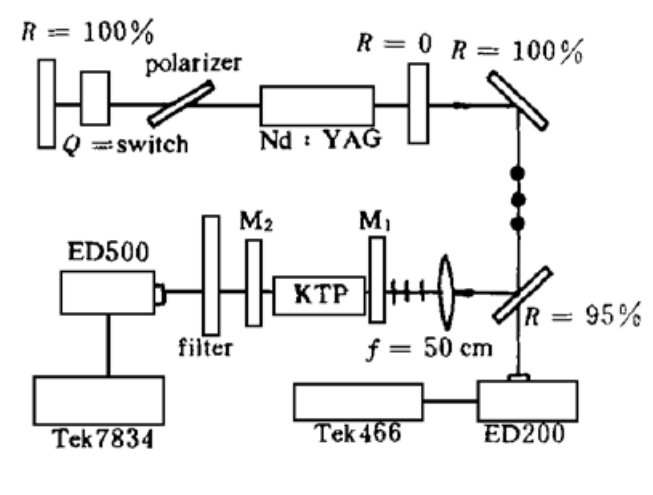 R = 100%
polarizer
R = 0
R = 100%
Q =switch
Nd : YAG
M₂
M₁
ED500
KTP
R = 95%
filter
f = 50 cm
Tek7834
Tek466
ED200